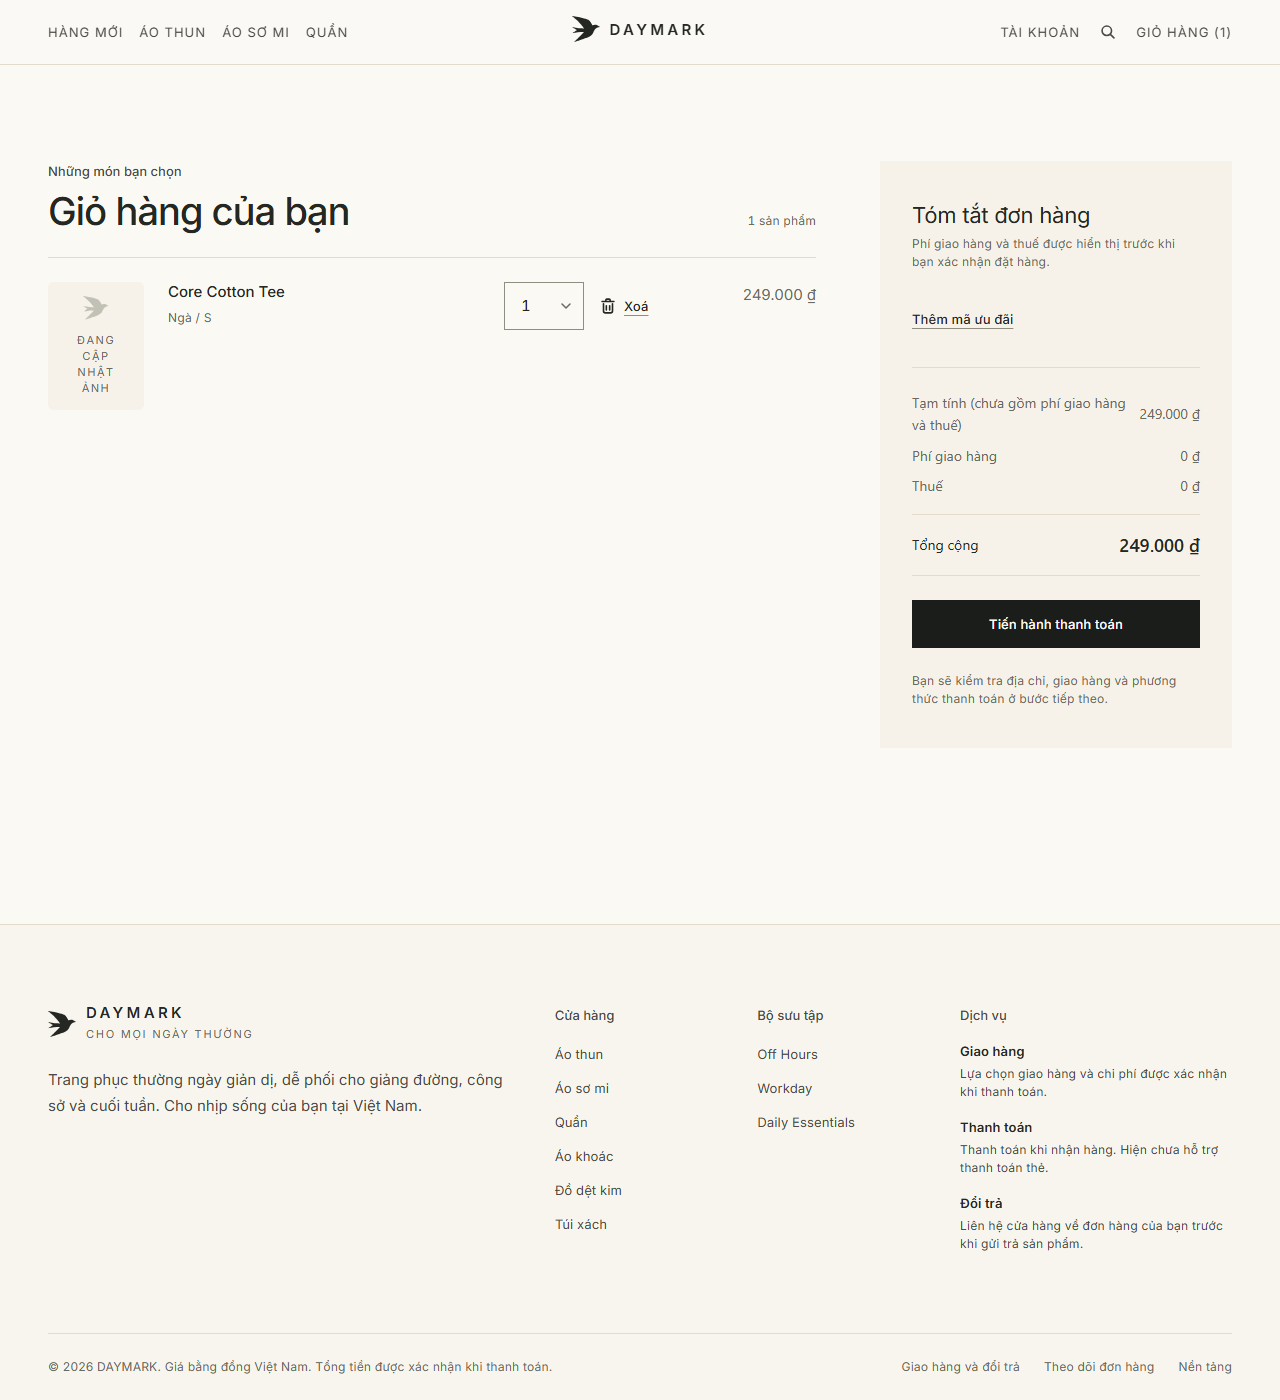 HÀNG MỚI ÁO THUN ÁO SƠ MI QUẦN
DAYMARK
TÀI KHOẢN GIỎ HÀNG (1)
Những món bạn chọn
Giỏ hàng của bạn
1 sản phẩm
ĐANG
CẬP
NHẬT
ẢNH
Core Cotton Tee
Ngà / S
1
Xoá
249.000 ₫
Tóm tắt đơn hàng
Phí giao hàng và thuế được hiển thị trước khi
bạn xác nhận đặt hàng.
Thêm mã ưu đãi
Tạm tính (chưa gồm phí giao hàng
và thuế)
249.000 ₫
Phí giao hàng 0 ₫
Thuế 0 ₫
Tổng cộng 249.000 ₫
Tiến hành thanh toán
Bạn sẽ kiểm tra địa chỉ, giao hàng và phương
thức thanh toán ở bước tiếp theo.
DAYMARK
CHO MỌI NGÀY THƯỜNG
Trang phục thường ngày giản dị, dễ phối cho giảng đường, công
sở và cuối tuần. Cho nhịp sống của bạn tại Việt Nam.
Cửa hàng
Áo thun
Áo sơ mi
Quần
Áo khoác
Đồ dệt kim
Túi xách
Bộ sưu tập
Off Hours
Workday
Daily Essentials
Dịch vụ
Giao hàng
Lựa chọn giao hàng và chi phí được xác nhận
khi thanh toán.
Thanh toán
Thanh toán khi nhận hàng. Hiện chưa hỗ trợ
thanh toán thẻ.
Đổi trả
Liên hệ cửa hàng về đơn hàng của bạn trước
khi gửi trả sản phẩm.
© 2026 DAYMARK. Giá bằng đồng Việt Nam. Tổng tiền được xác nhận khi thanh toán.
Giao hàng và đổi trả Theo dõi đơn hàng Nền tảng